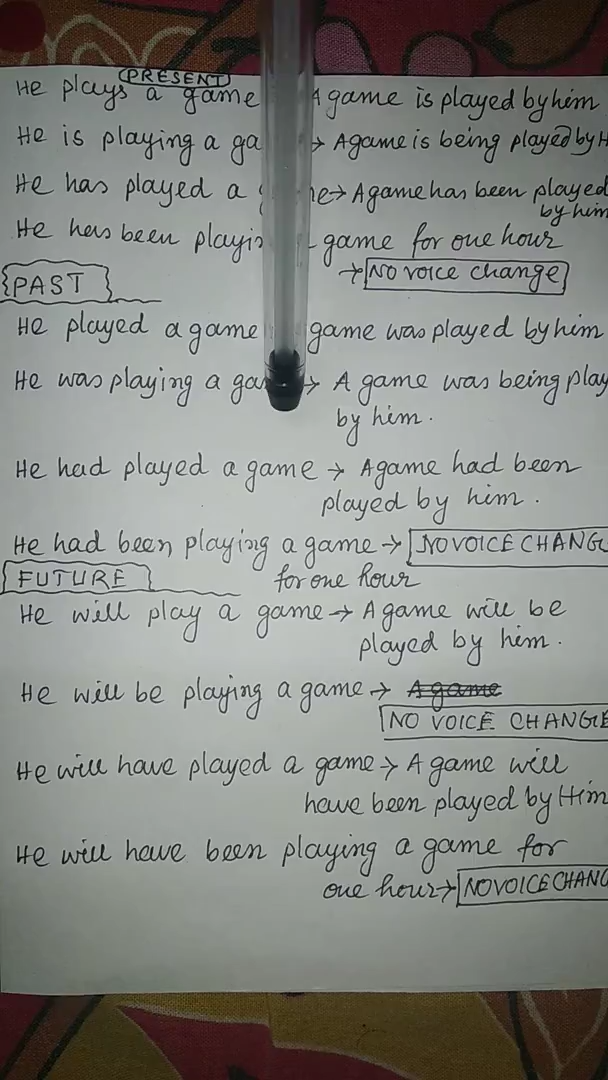 PRESENT
He plays a game A game is played by him
He is playing a ga → A game is being played by H
He has played a me → A game has been played
by him
He has been playin game for one hour
→ No voice change
PAST
He played a game game was played by him
He was playing a ga → A game was being play
by him.
He had played a game → A game had been
played by him.
He had been playing a game → NO VOICE CHANG
for one hour
FUTURE
He will play a game → A game will be
played by him.
He will be playing a game → A game
NO VOICE CHANGE
He will have played a game → A game will
have been played by Him
He will have been playing a game for
one hour → NO VOICE CHANG